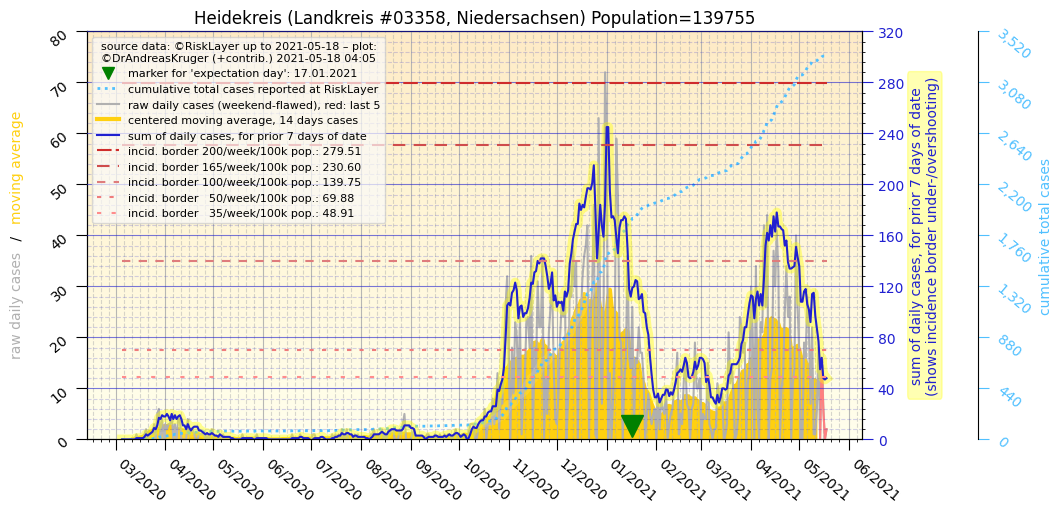 Heidekreis (Landkreis #03358, Niedersachsen) Population=139755
source data: ©RiskLayer up to 2021-05-18 – plot:
©DrAndreasKruger (+contrib.) 2021-05-18 04:05
marker for 'expectation day': 17.01.2021
cumulative total cases reported at RiskLayer
raw daily cases (weekend-flawed), red: last 5
centered moving average, 14 days cases
sum of daily cases, for prior 7 days of date
incid. border 200/week/100k pop.: 279.51
incid. border 165/week/100k pop.: 230.60
incid. border 100/week/100k pop.: 139.75
incid. border   50/week/100k pop.: 69.88
incid. border   35/week/100k pop.: 48.91
raw daily cases  /  moving average
80
70
60
50
40
30
20
10
0
320
280
240
200
160
120
80
40
0
sum of daily cases, for prior 7 days of date
(shows incidence border under-/overshooting)
3,520
3,080
2,640
2,200
1,760
1,320
880
440
0
cumulative total cases
03/2020
04/2020
05/2020
06/2020
07/2020
08/2020
09/2020
10/2020
11/2020
12/2020
01/2021
02/2021
03/2021
04/2021
05/2021
06/2021